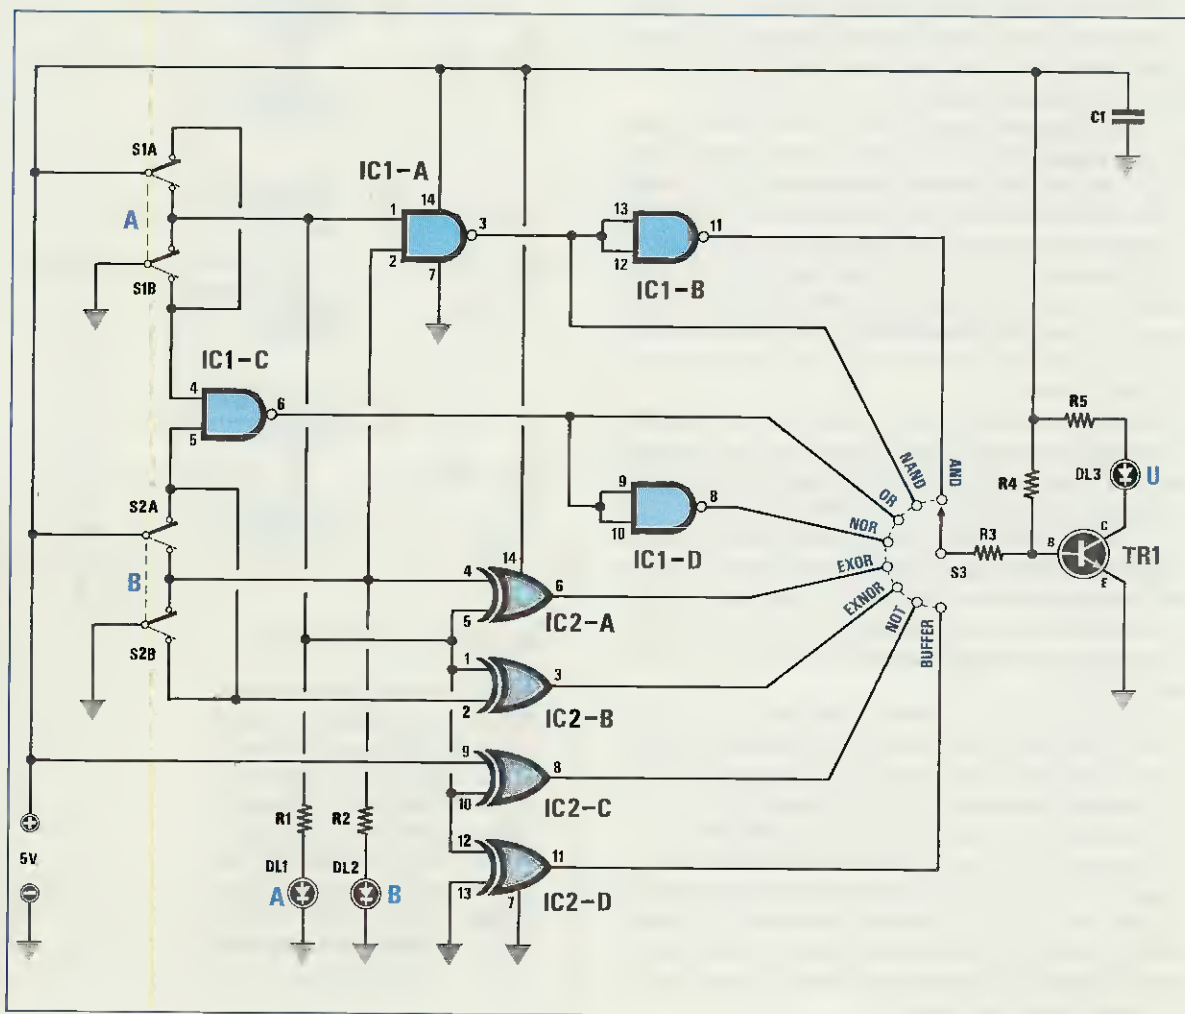 C1
S1A
IC1-A
14
1
3
13
11
A
2
12
7
S1B
IC1-B
IC1-C
4
6
5
R5
NAND
AND
S2A
9
8
OR
R4
DL3
U
10
NOR
C
14
IC1-D
R3
B
TR1
B
4
6
EXOR
S3
E
5
IC2-A
EXNOR
NOT
BUFFER
S2B
1
3
2
IC2-B
9
8
10
IC2-C
R1
R2
12
11
5V
DL1
DL2
A
B
13
7
IC2-D